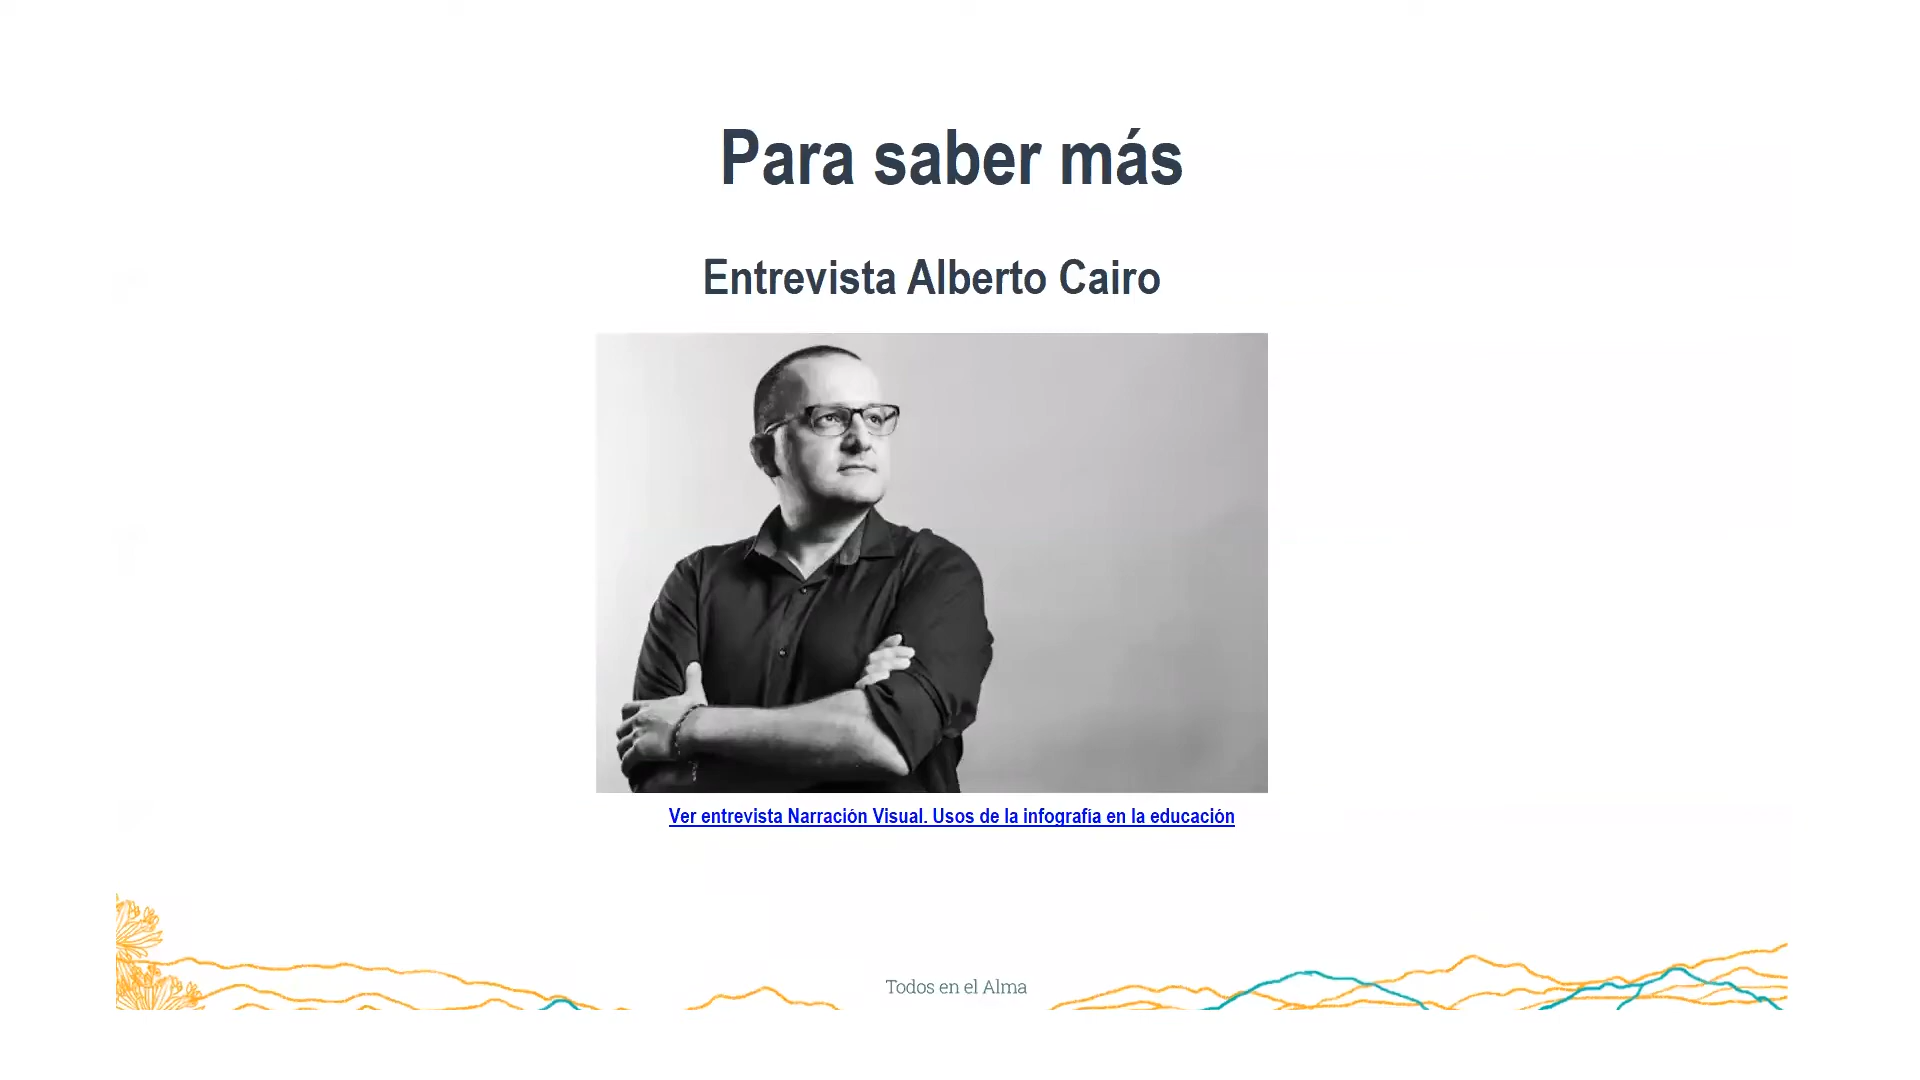 Para saber más
Entrevista Alberto Cairo
Ver entrevista Narración Visual. Usos de la infografía en la educación
Todos en el Alma